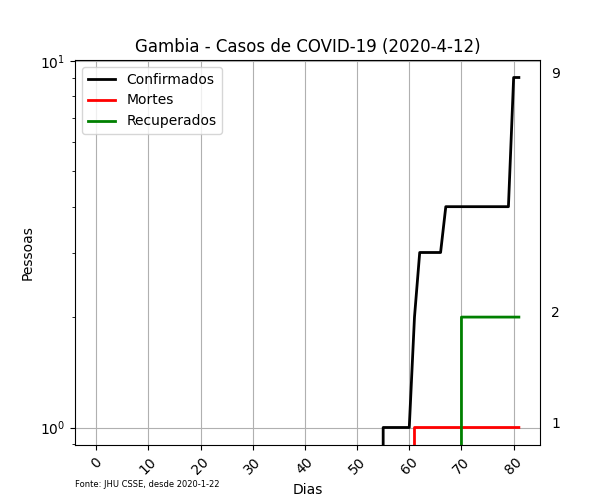 Gambia - Casos de COVID-19 (2020-4-12)
10¹
Confirmados
Mortes
Recuperados
9
2
1
10⁰
Pessoas
0 10 20 30 40 50 60 70 80
Dias
Fonte: JHU CSSE, desde 2020-1-22